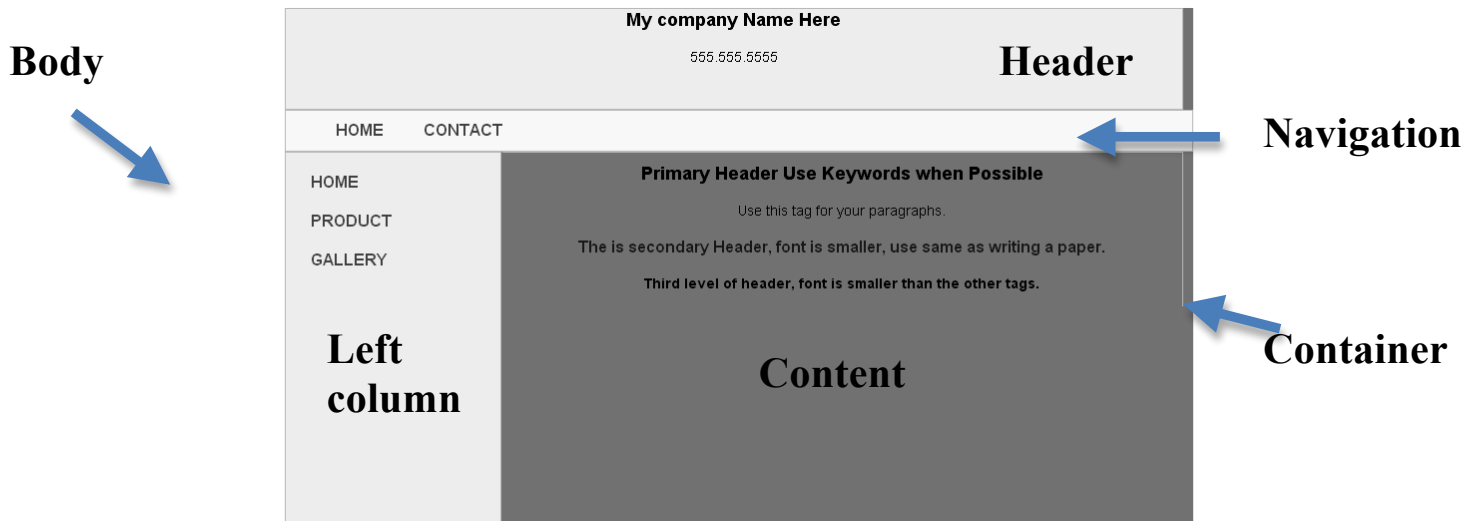 My company Name Here
555.555.5555
Header
Body
HOME CONTACT
Navigation
HOME
PRODUCT
GALLERY
Primary Header Use Keywords when Possible
Use this tag for your paragraphs.
The is secondary Header, font is smaller, use same as writing a paper.
Third level of header, font is smaller than the other tags.
Left
column
Content
Container